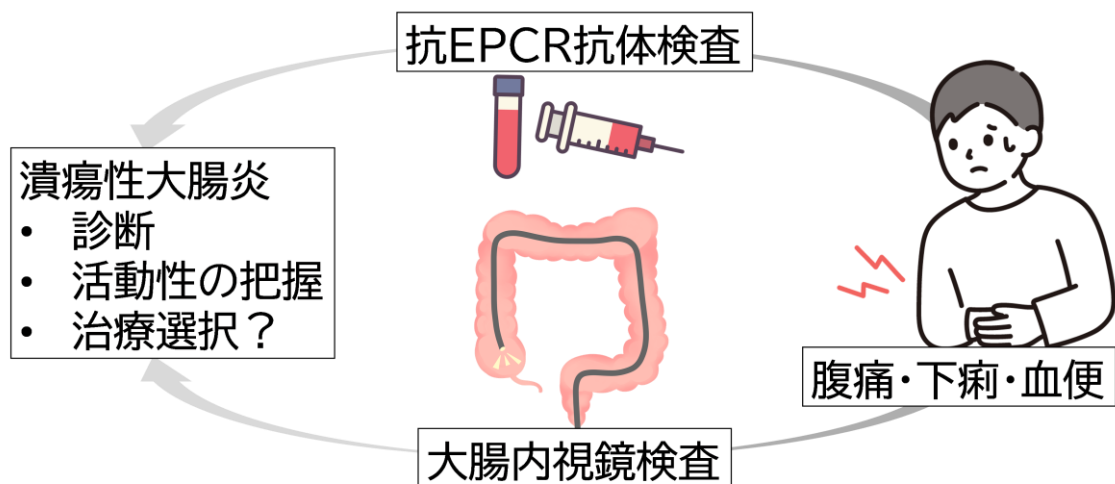 抗EPCR抗体検査
潰瘍性大腸炎
• 診断
• 活動性の把握
• 治療選択？
腹痛・下痢・血便
大腸内視鏡検査